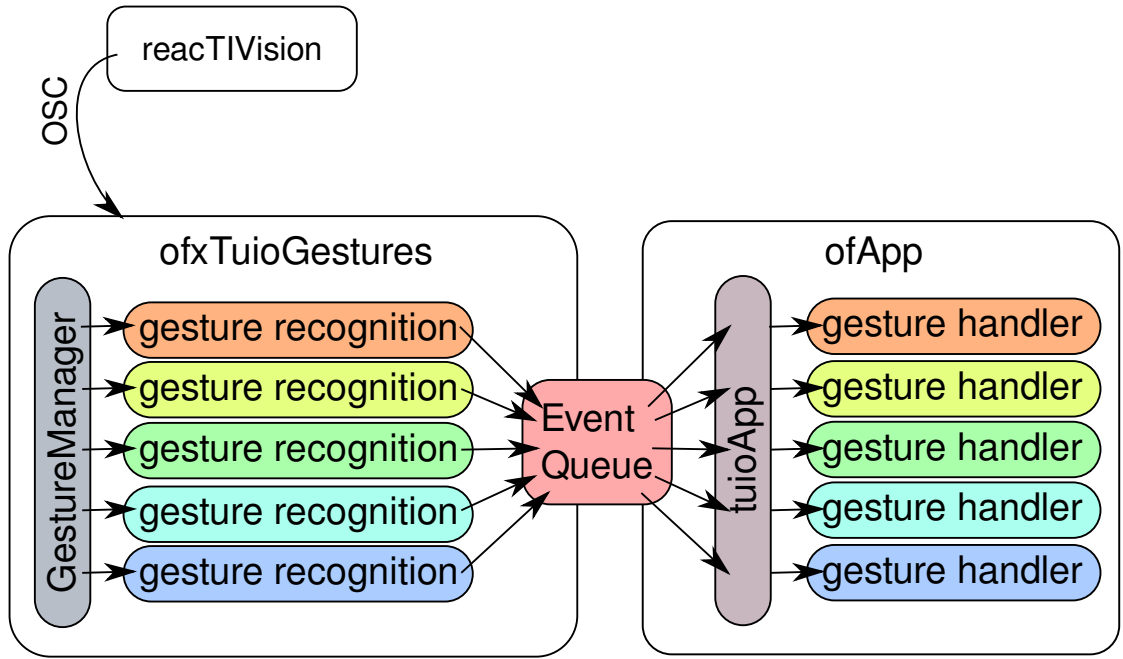 reacTIVision
OSC
ofxTuioGestures
GestureManager
gesture recognition
gesture recognition
gesture recognition
gesture recognition
gesture recognition
Event
Queue
ofApp
tuioApp
gesture handler
gesture handler
gesture handler
gesture handler
gesture handler